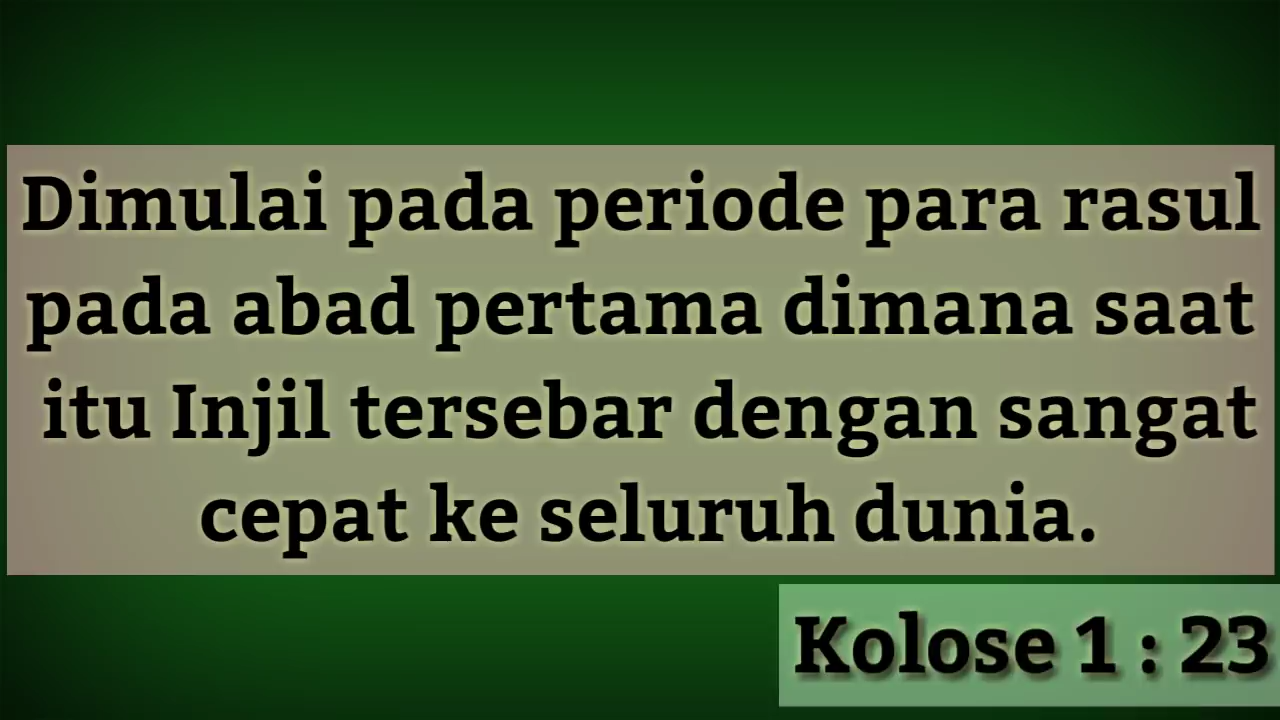 Dimulai pada periode para rasul
pada abad pertama dimana saat
itu Injil tersebar dengan sangat
cepat ke seluruh dunia.
Kolose 1 : 23